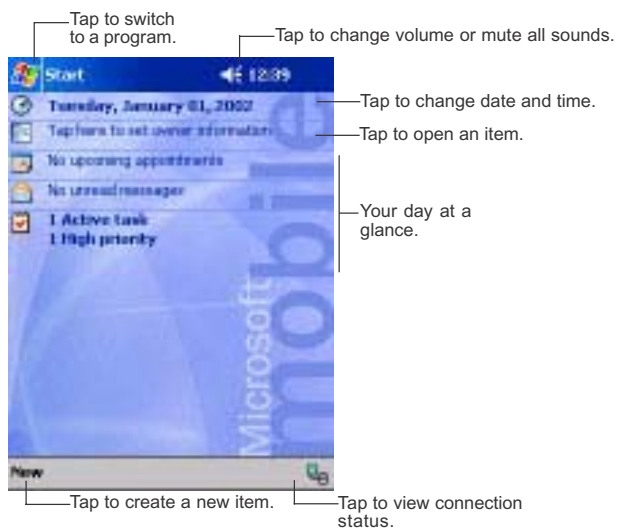 Tap to switch
to a program.
Tap to change volume or mute all sounds.
Start 12:39
Tuesday, January 01, 2002
Tap to change date and time.
Tap here to set owner information
Tap to open an item.
No upcoming appointments
No unread messages
1 Active task
1 High priority
Your day at a
glance.
Microsoft
mobile
New
Tap to create a new item.
Tap to view connection
status.